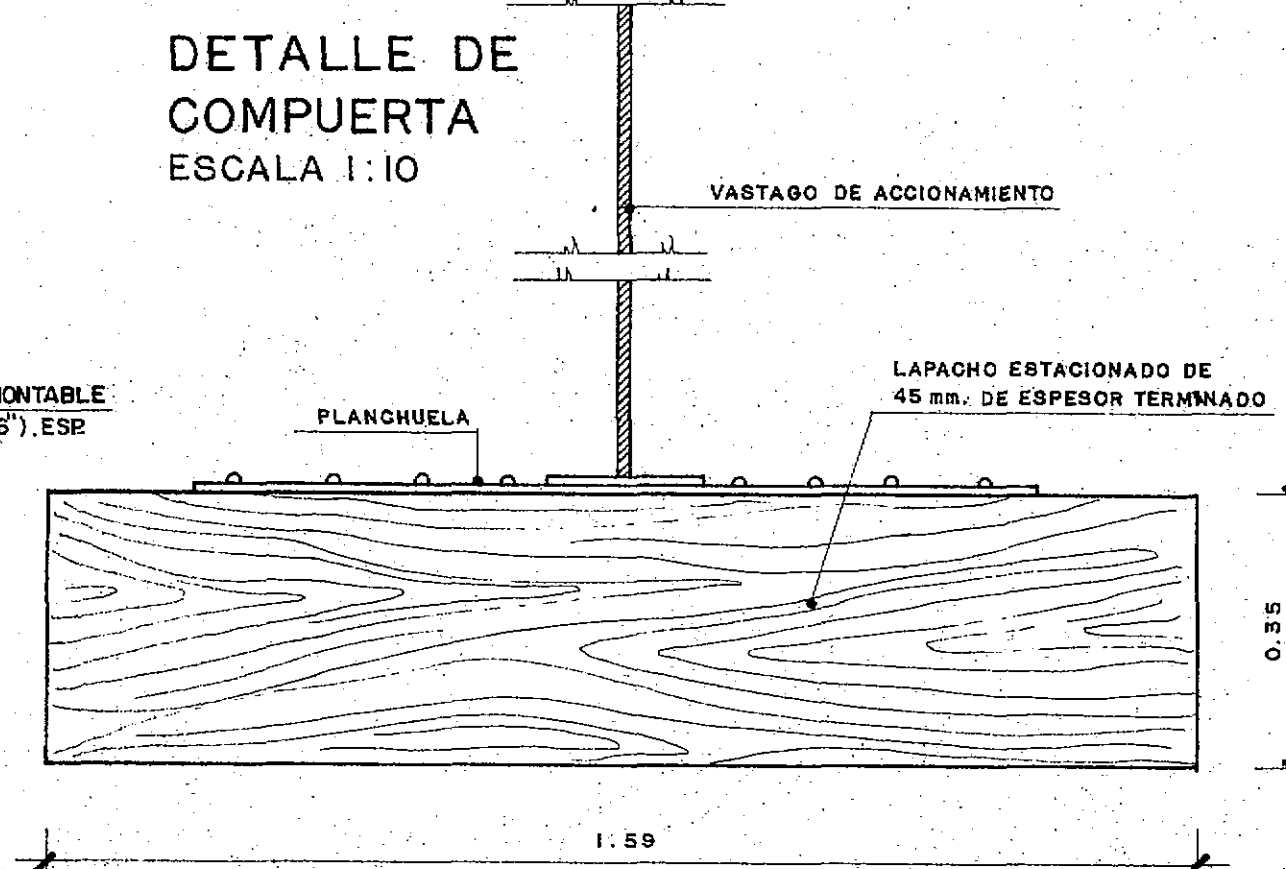 DETALLE DE
COMPUERTA
ESCALA 1:10
VASTAGO DE ACCIONAMIENTO
LAPACHO ESTACIONADO DE
45 mm. DE ESPESOR TERMINADO
PLANCHUELA
").ESP.
0.35
1.59